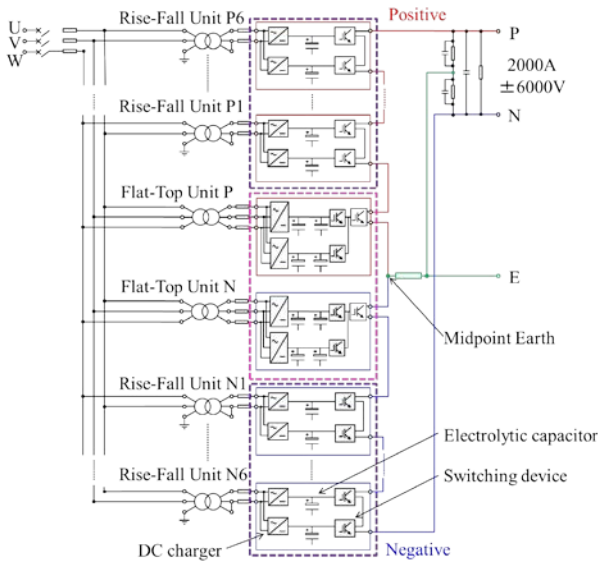 Rise-Fall Unit P6
Positive
U
V
W
P
2000A
±6000V
N
Rise-Fall Unit P1
Flat-Top Unit P
E
Flat-Top Unit N
Midpoint Earth
Rise-Fall Unit N1
Electrolytic capacitor
Rise-Fall Unit N6
Switching device
DC charger
Negative